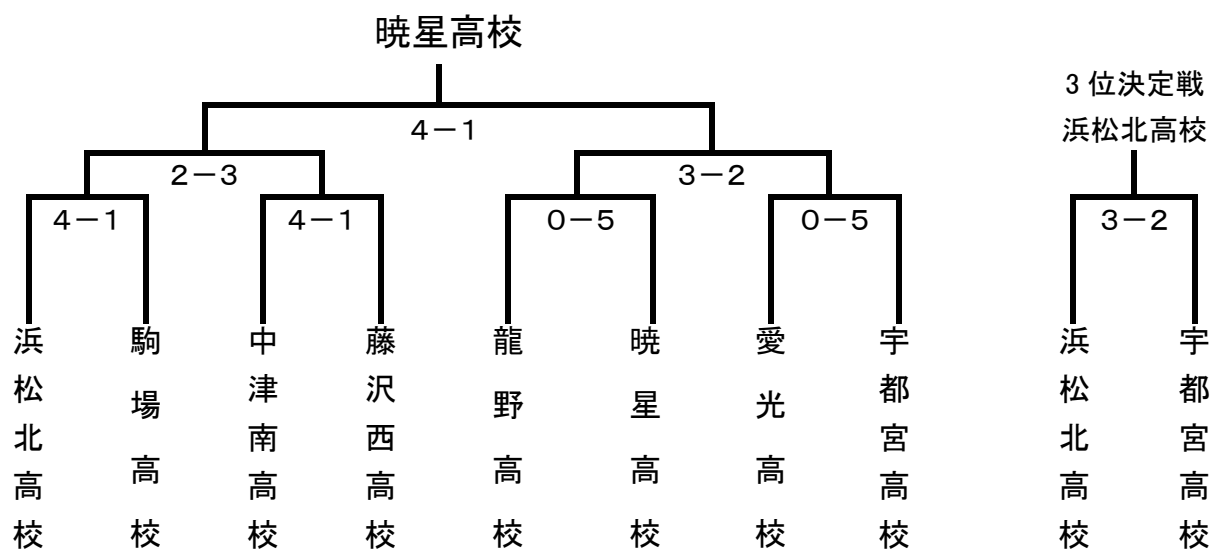 暁星高校
3位決定戦
浜松北高校
4－1
2－3
3－2
4－1
4－1
0－5
0－5
3－2
浜松北高校
駒場高校
中津南高校
藤沢西高校
龍野高校
暁星高校
愛光高校
宇都宮高校
浜松北高校
宇都宮高校